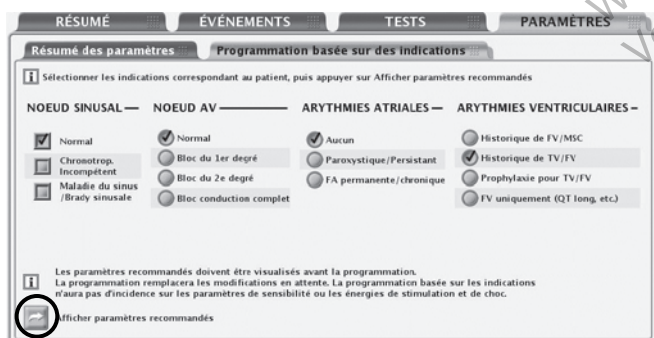 RÉSUMÉ ÉVÉNEMENTS TESTS PARAMÈTRES
Résumé des paramètres Programmation basée sur des indications
i Sélectionner les indications correspondant au patient, puis appuyer sur Afficher paramètres recommandés
NOEUD SINUSAL NOEUD AV ARYTHMIES ATRIALES ARYTHMIES VENTRICULAIRES
Normal Normal Aucun Historique de FV/MSC
Chronotrop. Incompétent Bloc du 1er degré Paroxystique/Persistant Historique de TV/FV
Maladie du sinus /Brady sinusale Bloc du 2e degré FA permanente/chronique Prophylaxie pour TV/FV
Bloc conduction complet FV uniquement (QT long, etc.)
i Les paramètres recommandés doivent être visualisés avant la programmation.
La programmation remplacera les modifications en attente. La programmation basée sur les indications
n'aura pas d'incidence sur les paramètres de sensibilité ou les énergies de stimulation et de choc.
Afficher paramètres recommandés